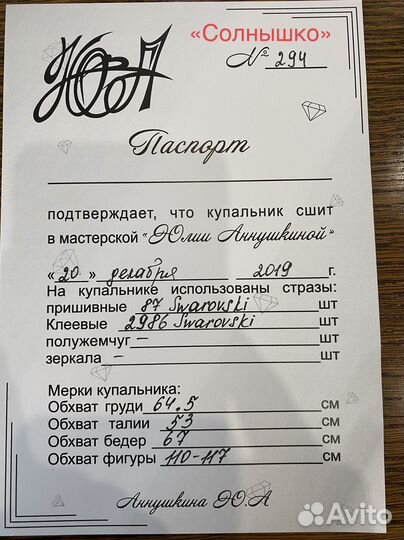 «Солнышко»
ЮВА
№ 294
Паспорт
подтверждает, что купальник сшит
в мастерской "Юлии Аннушкиной"
«20» декабря 2019 г.
На купальнике использованы стразы:
пришивные 87 Swarovski шт
Клеевые 2986 Swarovski шт
полужемчуг – шт
зеркала – шт
Мерки купальника:
Обхват груди 64.5 см
Обхват талии 53 см
Обхват бедер 67 см
Обхват фигуры 110-117 см
Аннушкина Ю.А
Avito